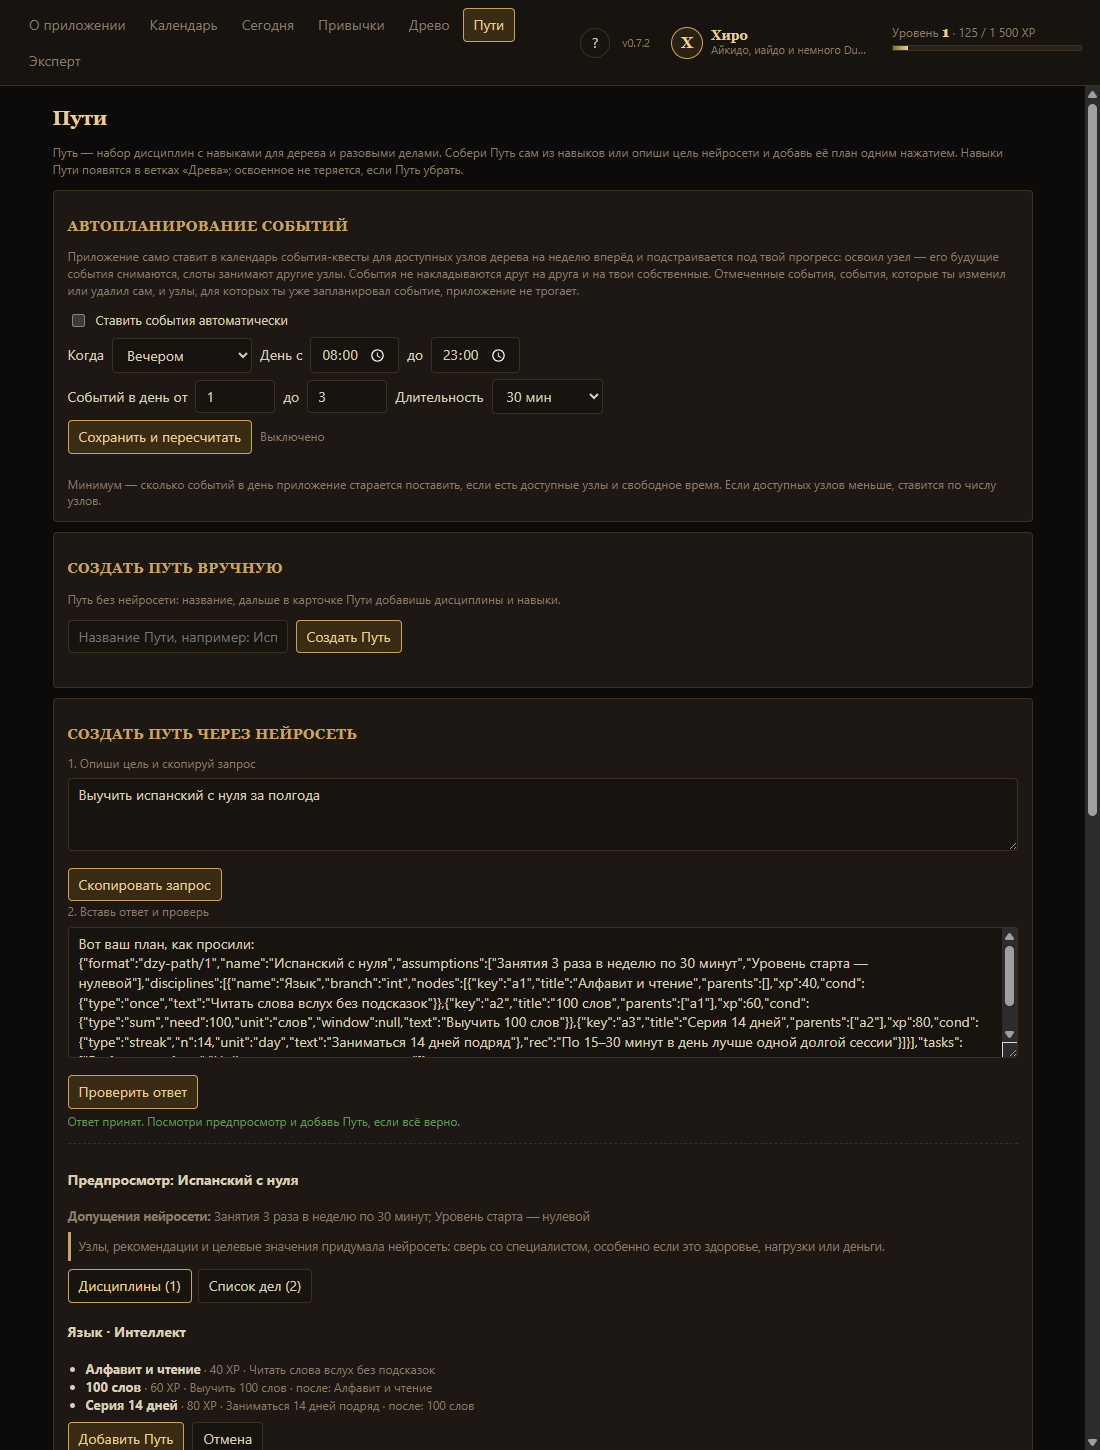 О приложении Календарь Сегодня Привычки Древо Пути
Эксперт
? v0.7.2
Х Хиро
Айкидо, иайдо и немного Du...
Уровень 1 · 125 / 1 500 XP
Пути
Путь — набор дисциплин с навыками для дерева и разовыми делами. Собери Путь сам из навыков или опиши цель нейросети и добавь её план одним нажатием. Навыки
Пути появятся в ветках «Древа»; освоенное не теряется, если Путь убрать.
АВТОПЛАНИРОВАНИЕ СОБЫТИЙ
Приложение само ставит в календарь события-квесты для доступных узлов дерева на неделю вперёд и подстраивается под твой прогресс: освоил узел — его будущие
события снимаются, слоты занимают другие узлы. События не накладываются друг на друга и на твои собственные. Отмеченные события, события, которые ты изменил
или удалил сам, и узлы, для которых ты уже запланировал событие, приложение не трогает.
Ставить события автоматически
Когда Вечером День с 08:00 до 23:00
Событий в день от 1 до 3 Длительность 30 мин
Сохранить и пересчитать Выключено
Минимум — сколько событий в день приложение старается поставить, если есть доступные узлы и свободное время. Если доступных узлов меньше, ставится по числу
узлов.
СОЗДАТЬ ПУТЬ ВРУЧНУЮ
Путь без нейросети: название, дальше в карточке Пути добавишь дисциплины и навыки.
Название Пути, например: Исп Создать Путь
СОЗДАТЬ ПУТЬ ЧЕРЕЗ НЕЙРОСЕТЬ
1. Опиши цель и скопируй запрос
Выучить испанский с нуля за полгода
Скопировать запрос
2. Вставь ответ и проверь
Вот ваш план, как просили:
{"format":"dzy-path/1","name":"Испанский с нуля","assumptions":["Занятия 3 раза в неделю по 30 минут","Уровень старта —
нулевой"],"disciplines":[{"name":"Язык","branch":"int","nodes":[{"key":"a1","title":"Алфавит и чтение","parents":[],"xp":40,"cond":
{"type":"once","text":"Читать слова вслух без подсказок"}},{"key":"a2","title":"100 слов","parents":["a1"],"xp":60,"cond":
{"type":"sum","need":100,"unit":"слов","window":null,"text":"Выучить 100 слов"}},{"key":"a3","title":"Серия 14 дней","parents":["a2"],"xp":80,"cond":
{"type":"streak","n":14,"unit":"day","text":"Заниматься 14 дней подряд"},"rec":"По 15–30 минут в день лучше одной долгой сессии"}]}],"tasks":
Проверить ответ
Ответ принят. Посмотри предпросмотр и добавь Путь, если всё верно.
Предпросмотр: Испанский с нуля
Допущения нейросети: Занятия 3 раза в неделю по 30 минут; Уровень старта — нулевой
Узлы, рекомендации и целевые значения придумала нейросеть: сверь со специалистом, особенно если это здоровье, нагрузки или деньги.
Дисциплины (1) Список дел (2)
Язык · Интеллект
Алфавит и чтение · 40 XP · Читать слова вслух без подсказок
100 слов · 60 XP · Выучить 100 слов · после: Алфавит и чтение
Серия 14 дней · 80 XP · Заниматься 14 дней подряд · после: 100 слов
Добавить Путь Отмена